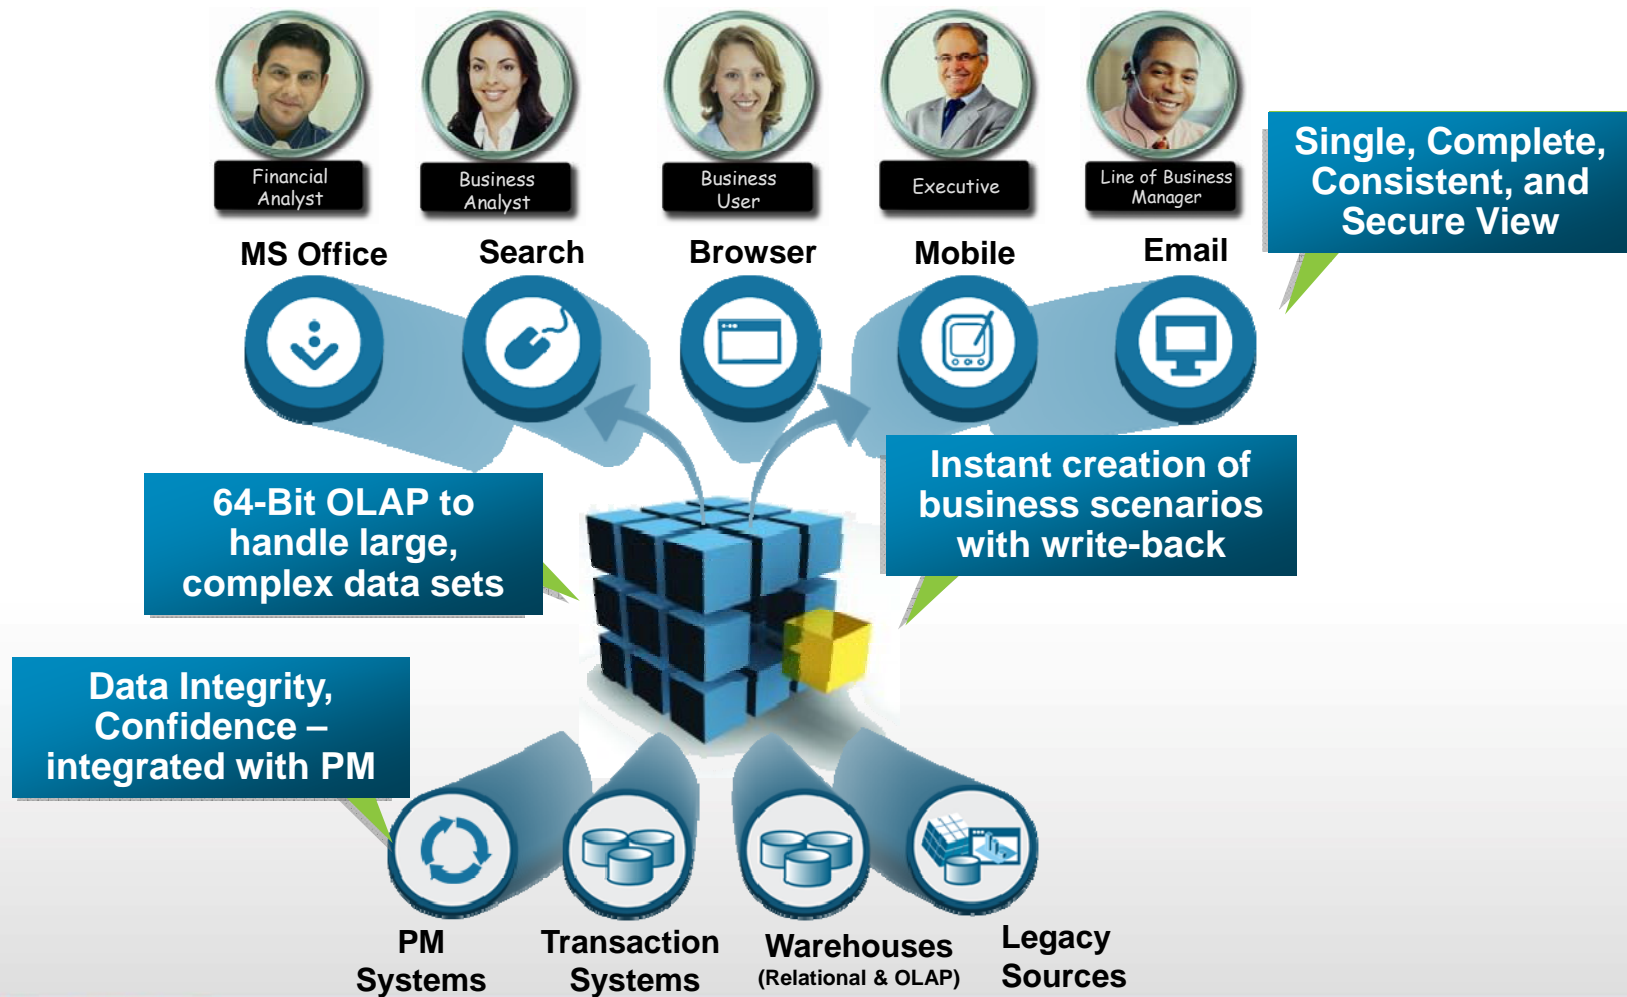 Financial
Analyst
Business
Analyst
Business
User
Executive
Line of Business
Manager
Single, Complete,
Consistent, and
Secure View
MS Office
Search
Browser
Mobile
Email
64-Bit OLAP to
handle large,
complex data sets
Instant creation of
business scenarios
with write-back
Data Integrity,
Confidence –
integrated with PM
PM
Systems
Transaction
Systems
Warehouses
(Relational & OLAP)
Legacy
Sources